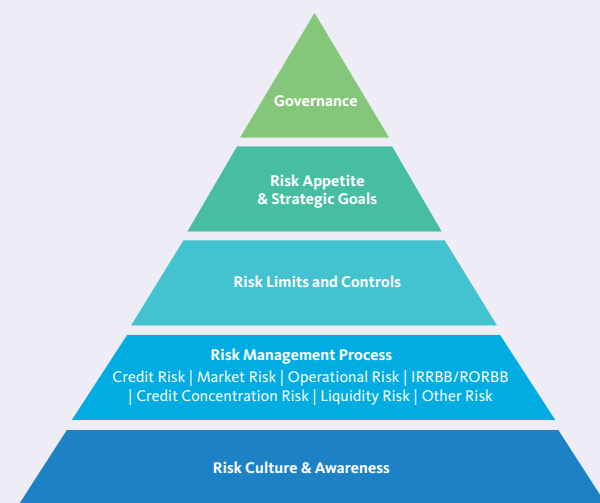 Governance
Risk Appetite
& Strategic Goals
Risk Limits and Controls
Risk Management Process
Credit Risk | Market Risk | Operational Risk | IRRBB/RORBB
| Credit Concentration Risk | Liquidity Risk | Other Risk
Risk Culture & Awareness